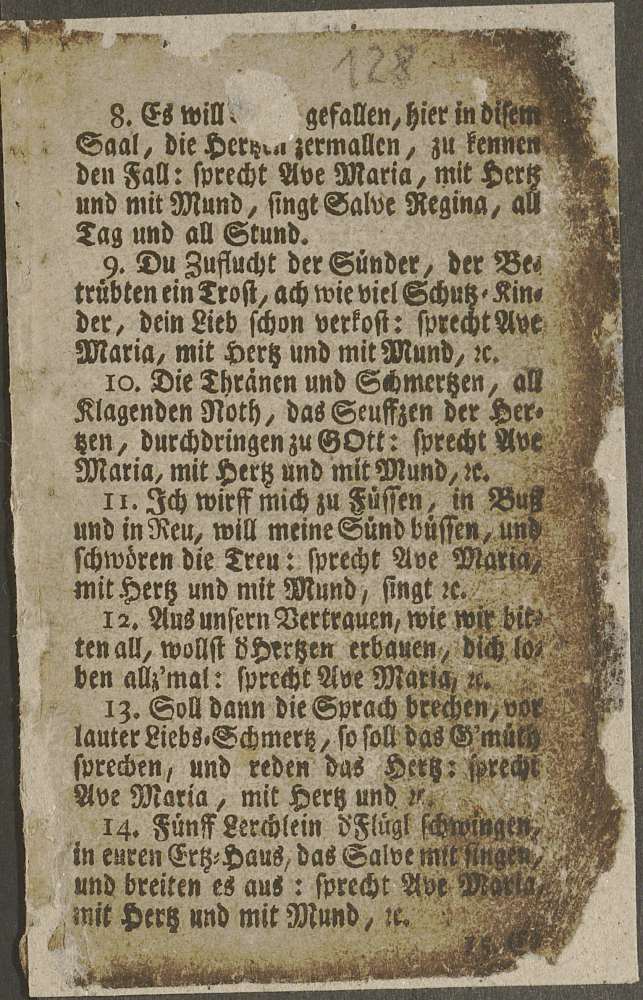 128
8. Es will gefallen, hier in disem
Saal, die Hertzen zermallen, zu kennen
den Fall: sprecht Ave Maria, mit Hertz
und mit Mund, singt Salve Regina, all
Tag und all Stund.
9. Du Zuflucht der Sünder, der Be-
trübten ein Trost, ach wie viel Schutz-Kin-
der, dein Lieb schon verkost: sprecht Ave
Maria, mit Hertz und mit Mund, ꝛc.
10. Die Thränen und Schmertzen, all
Klagenden Noth, das Seuffzen der Her-
tzen, durchdringen zu GOtt: sprecht Ave
Maria, mit Hertz und mit Mund, ꝛc.
11. Ich wirff mich zu Füssen, in Buß
und in Reu, will meine Sünd büssen, und
schwören die Treu: sprecht Ave Maria,
mit Hertz und mit Mund, singt ꝛc.
12. Aus unsern Vertrauen, wie wir bit-
ten all, wollst d'Hertzen erbauen, dich lo-
ben allz'mal: sprecht Ave Maria, ꝛc.
13. Soll dann die Sprach brechen, vor
lauter Liebs-Schmertz, so soll das G'müth
sprechen, und reden das Hertz: sprecht
Ave Maria, mit Hertz und ꝛc.
14. Fünff Lerchlein d'Flügl schwingen,
in euren Ertz-Haus, das Salve mit singen,
und breiten es aus: sprecht Ave Maria,
mit Hertz und mit Mund, ꝛc.
15. Es